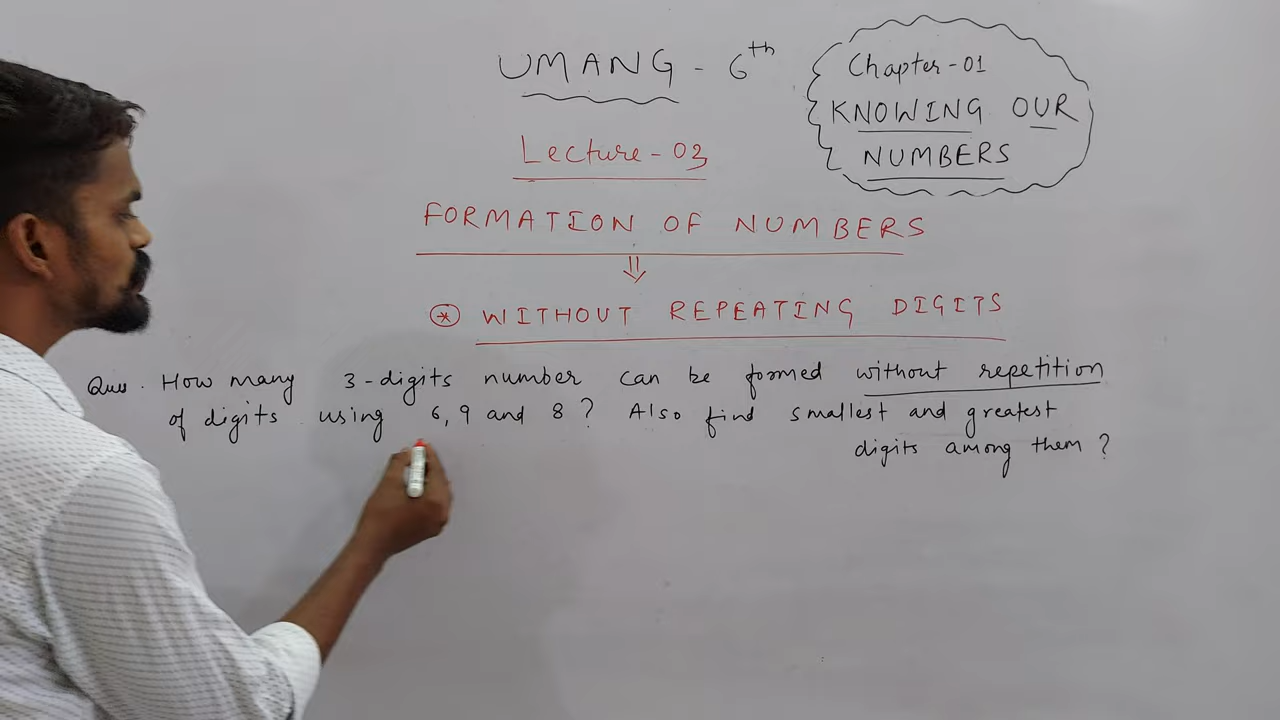 UMANG - 6th
Chapter-01
KNOWING OUR
NUMBERS
Lecture-03
FORMATION OF NUMBERS
⇓
* WITHOUT REPEATING DIGITS
Ques. How many 3-digits number can be formed without repetition
of digits using 6, 9 and 8? Also find smallest and greatest
digits among them?